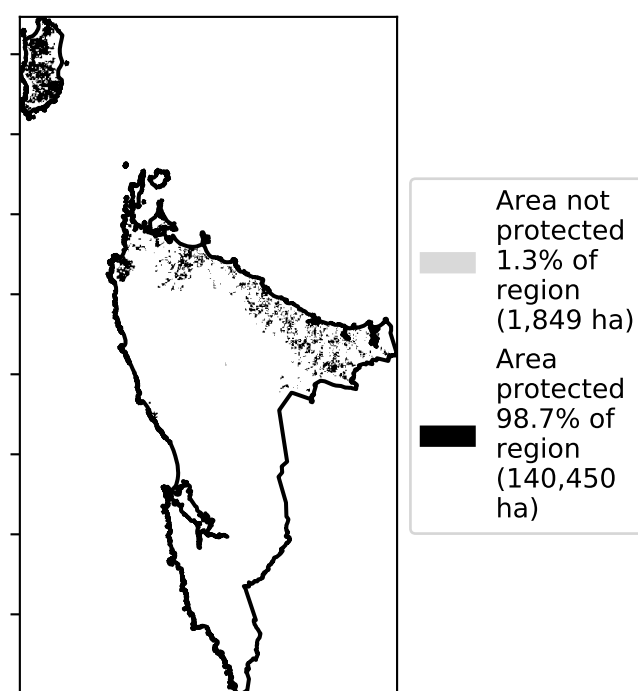 Area not
protected
1.3% of
region
(1,849 ha)
Area
protected
98.7% of
region
(140,450
ha)